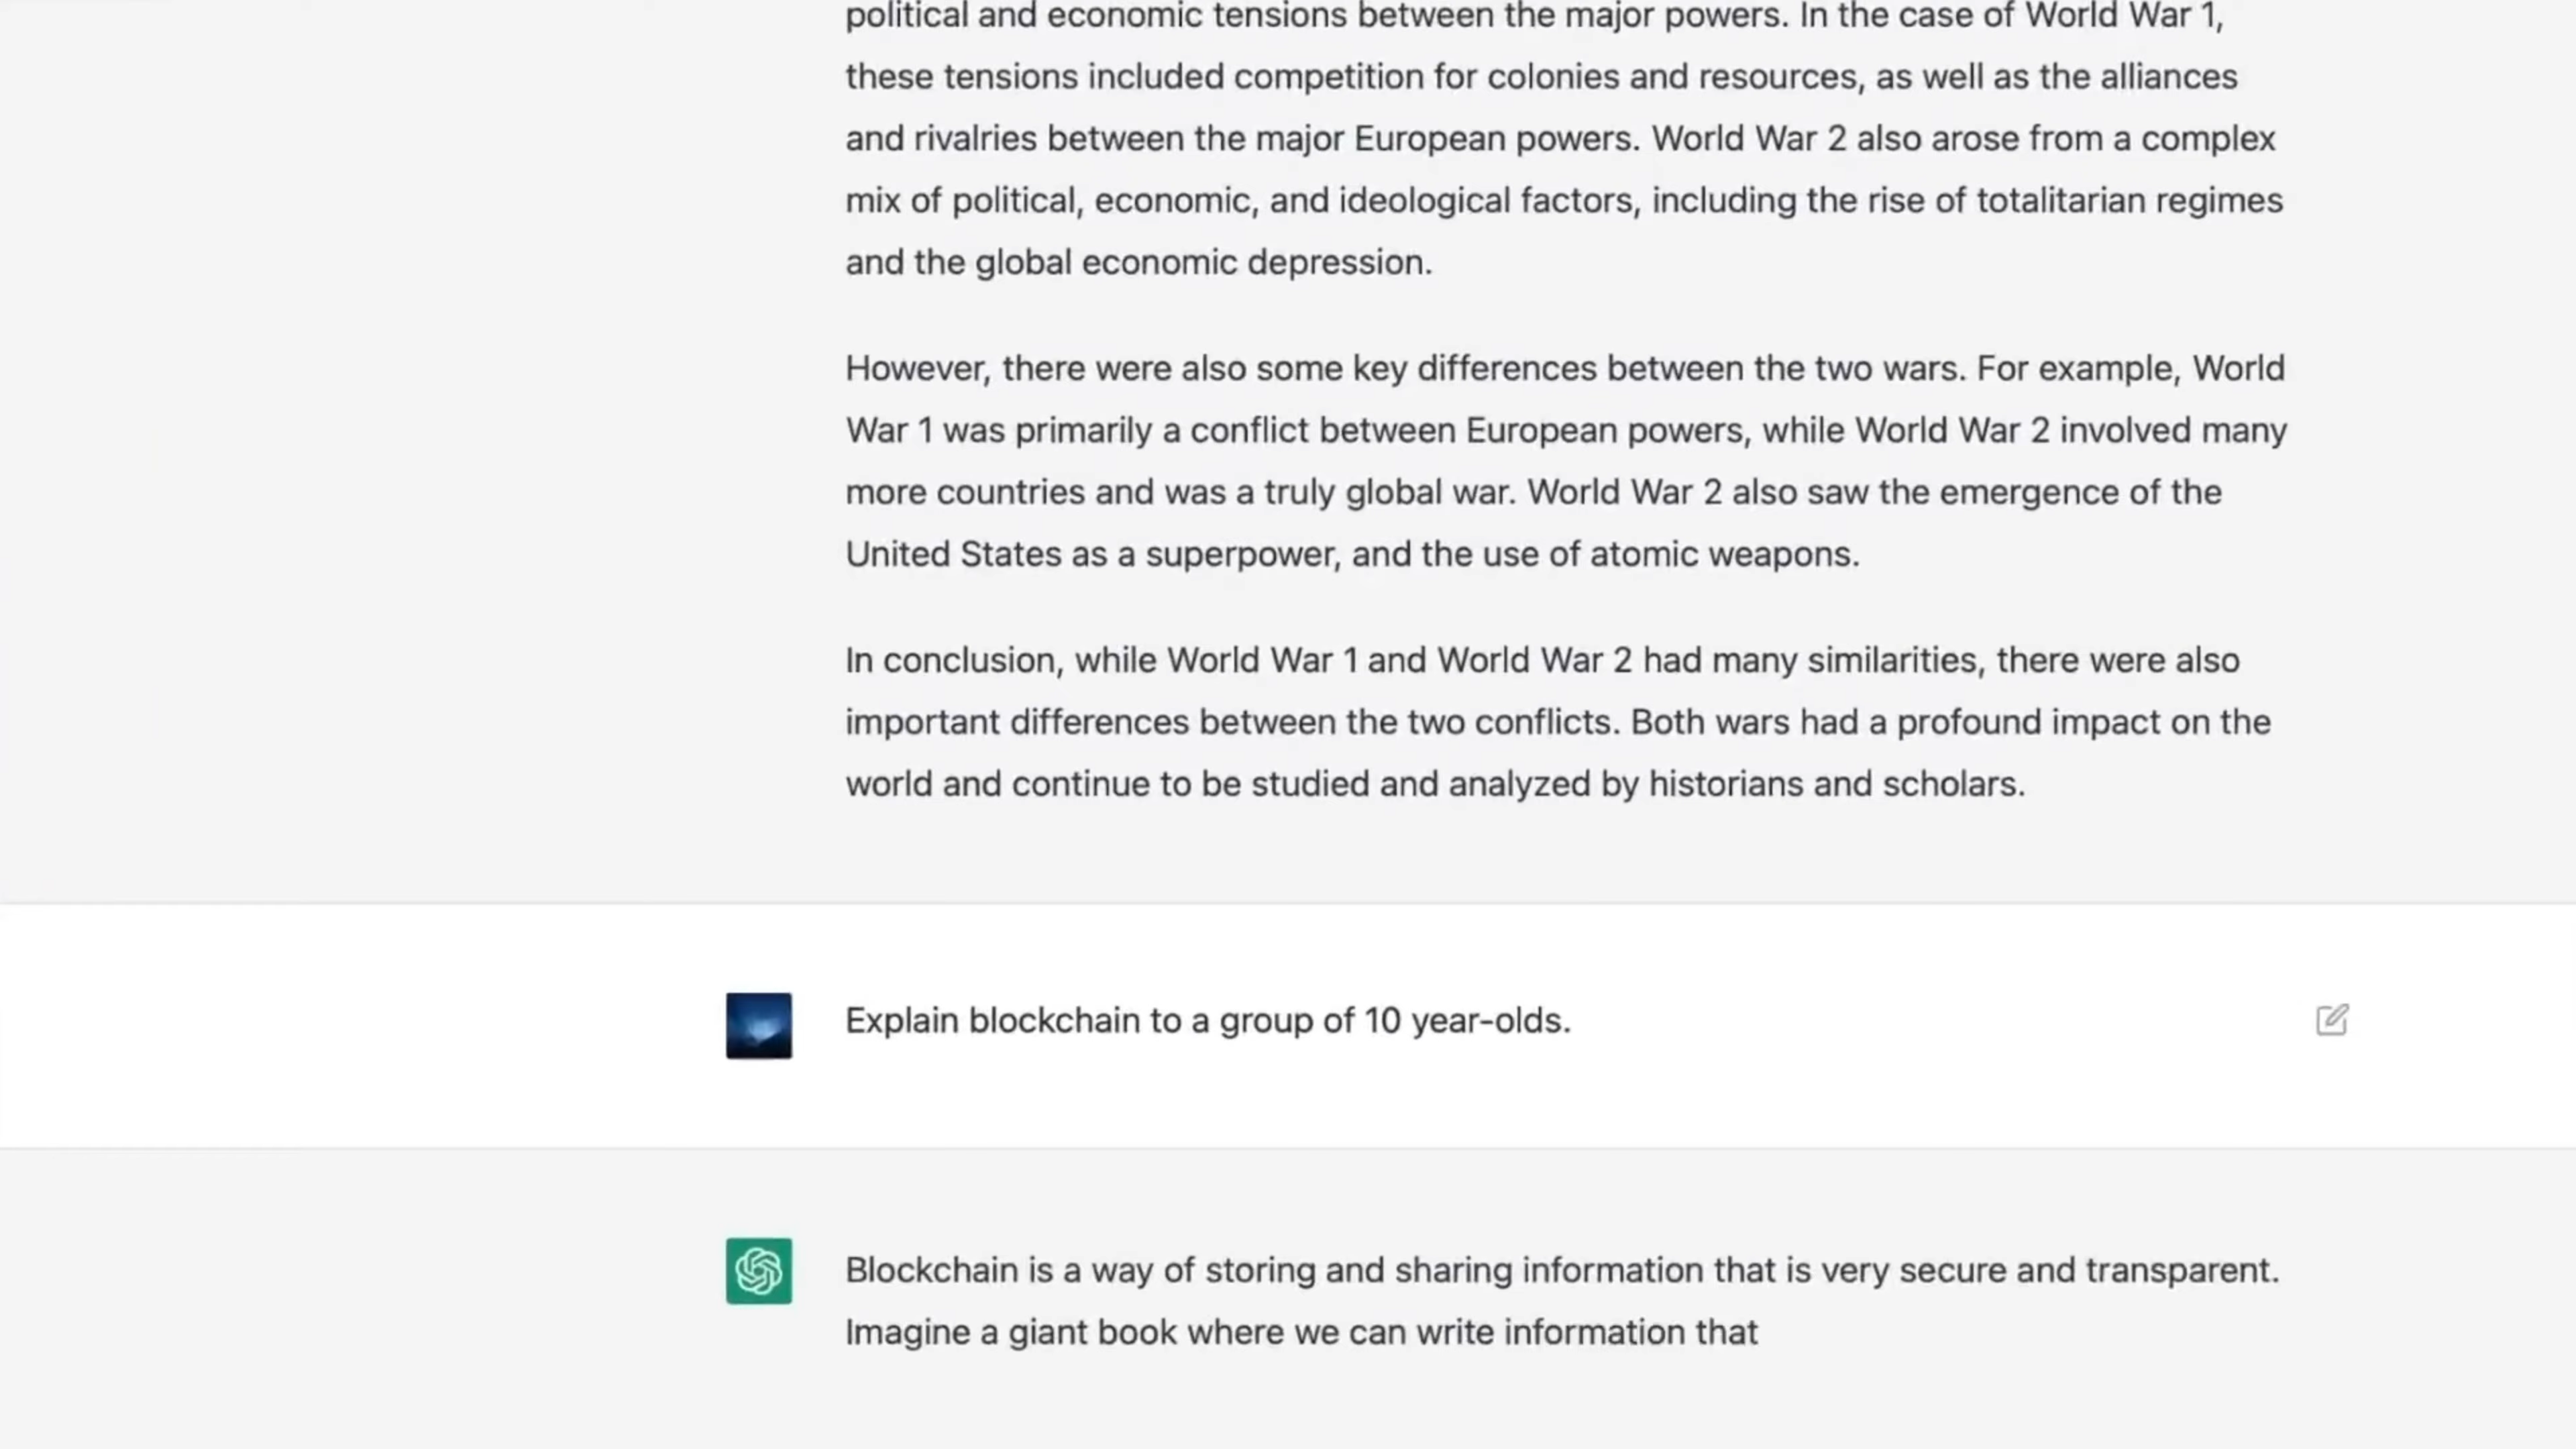 political and economic tensions between the major powers. In the case of World War 1,
these tensions included competition for colonies and resources, as well as the alliances
and rivalries between the major European powers. World War 2 also arose from a complex
mix of political, economic, and ideological factors, including the rise of totalitarian regimes
and the global economic depression.
However, there were also some key differences between the two wars. For example, World
War 1 was primarily a conflict between European powers, while World War 2 involved many
more countries and was a truly global war. World War 2 also saw the emergence of the
United States as a superpower, and the use of atomic weapons.
In conclusion, while World War 1 and World War 2 had many similarities, there were also
important differences between the two conflicts. Both wars had a profound impact on the
world and continue to be studied and analyzed by historians and scholars.
Explain blockchain to a group of 10 year-olds.
Blockchain is a way of storing and sharing information that is very secure and transparent.
Imagine a giant book where we can write information that